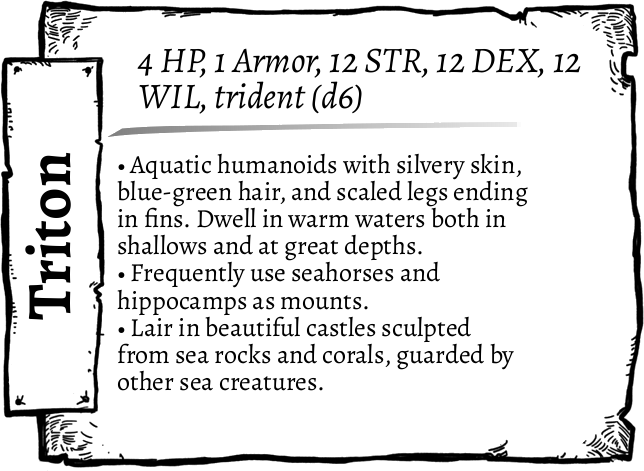 Triton
4 HP, 1 Armor, 12 STR, 12 DEX, 12
WIL, trident (d6)
• Aquatic humanoids with silvery skin,
blue-green hair, and scaled legs ending
in fins. Dwell in warm waters both in
shallows and at great depths.
• Frequently use seahorses and
hippocamps as mounts.
• Lair in beautiful castles sculpted
from sea rocks and corals, guarded by
other sea creatures.